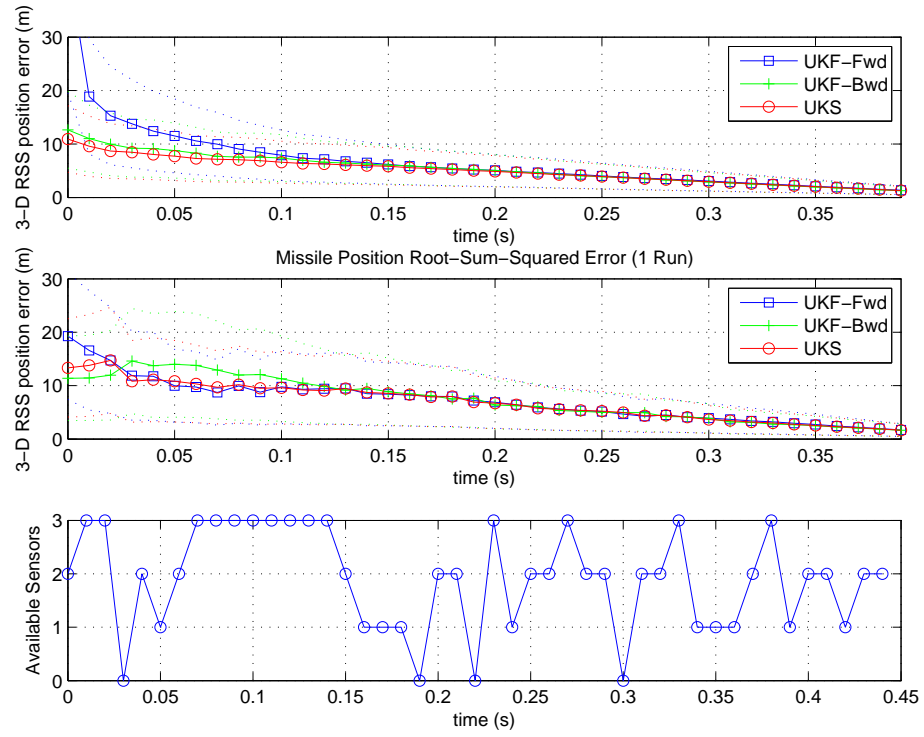 3−D RSS position error (m)
30
20
10
0
0 0.05 0.1 0.15 0.2 0.25 0.3 0.35
time (s)
UKF−Fwd
UKF−Bwd
UKS
Missile Position Root−Sum−Squared Error (1 Run)
3−D RSS position error (m)
30
20
10
0
0 0.05 0.1 0.15 0.2 0.25 0.3 0.35
time (s)
UKF−Fwd
UKF−Bwd
UKS
Available Sensors
3
2
1
0
0 0.05 0.1 0.15 0.2 0.25 0.3 0.35 0.4 0.45
time (s)